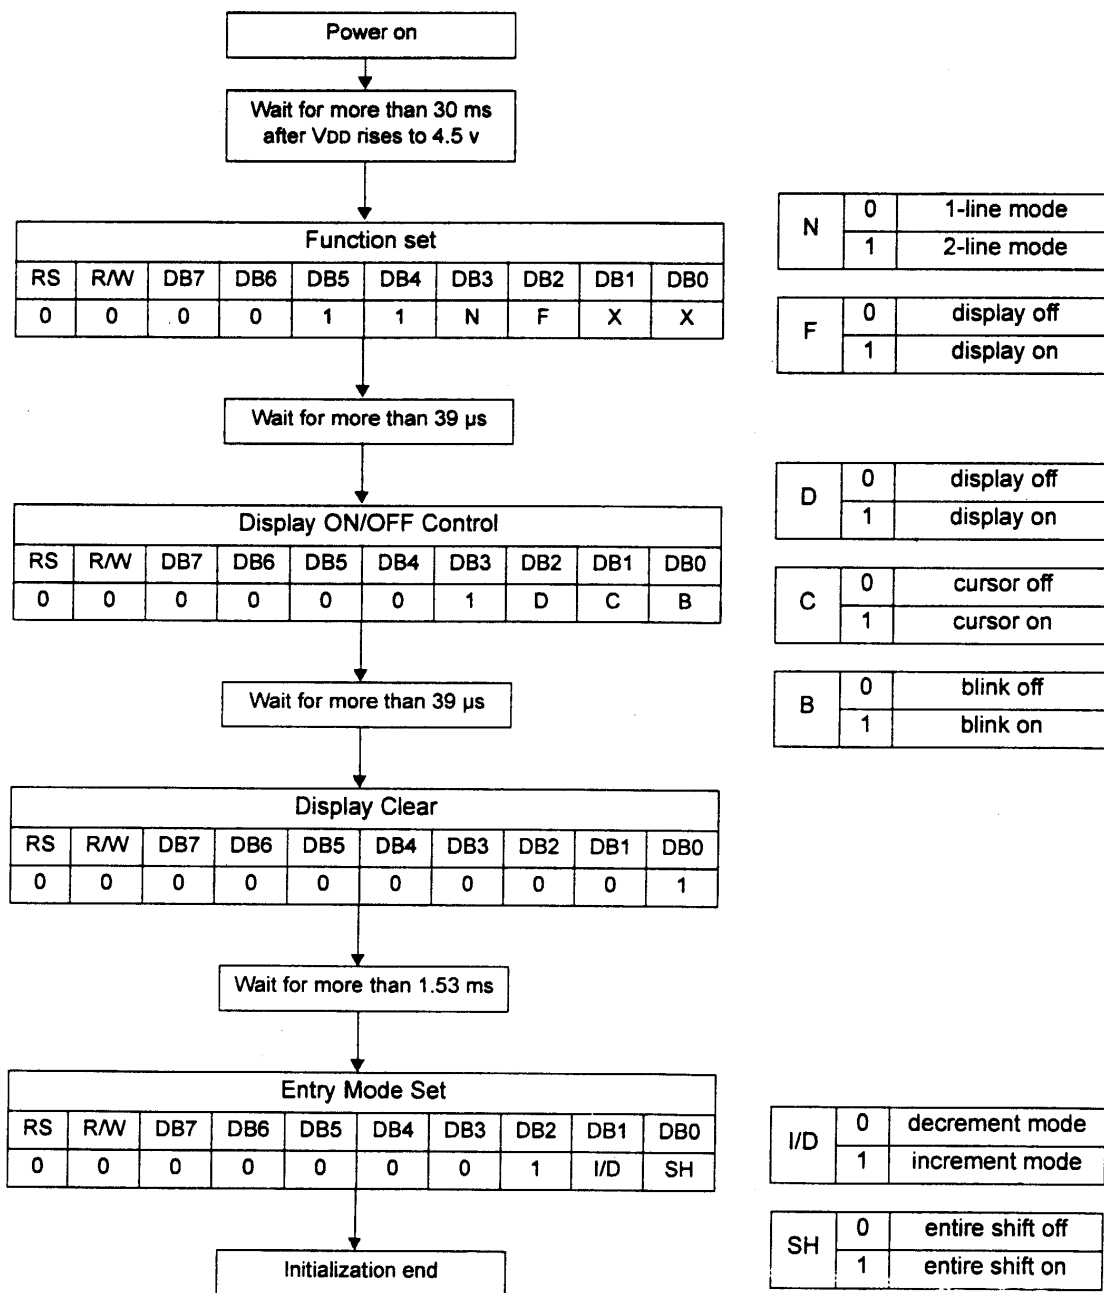 Power on
Wait for more than 30 ms
after VDD rises to 4.5 v
Function set
RS R/W DB7 DB6 DB5 DB4 DB3 DB2 DB1 DB0
0 0 0 0 1 1 N F X X
N 0 1-line mode
1 2-line mode
F 0 display off
1 display on
Wait for more than 39 µs
Display ON/OFF Control
RS R/W DB7 DB6 DB5 DB4 DB3 DB2 DB1 DB0
0 0 0 0 0 0 1 D C B
D 0 display off
1 display on
C 0 cursor off
1 cursor on
B 0 blink off
1 blink on
Wait for more than 39 µs
Display Clear
RS R/W DB7 DB6 DB5 DB4 DB3 DB2 DB1 DB0
0 0 0 0 0 0 0 0 0 1
Wait for more than 1.53 ms
Entry Mode Set
RS R/W DB7 DB6 DB5 DB4 DB3 DB2 DB1 DB0
0 0 0 0 0 0 0 1 I/D SH
I/D 0 decrement mode
1 increment mode
SH 0 entire shift off
1 entire shift on
Initialization end